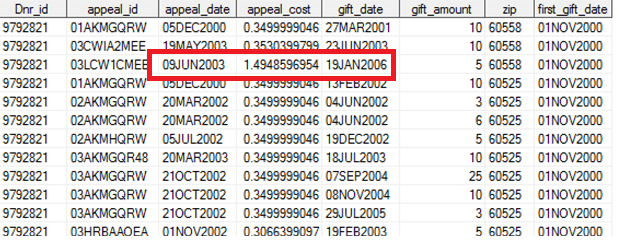 Dnr_id appeal_id appeal_date appeal_cost gift_date gift_amount zip first_gift_date
9792821 01AKMGQRW 05DEC2000 0.3499999046 27MAR2001 10 60558 01NOV2000
9792821 03CWIA2MEE 19MAY2003 0.3530399799 23JUN2003 10 60558 01NOV2000
9792821 03LCW1CMEE 09JUN2003 1.4948596954 19JAN2006 5 60558 01NOV2000
9792821 01AKMGQRW 05DEC2000 0.3499999046 13FEB2002 10 60525 01NOV2000
9792821 02AKMGQRW 20MAR2002 0.3499999046 04JUN2002 3 60525 01NOV2000
9792821 02AKMGQRW 20MAR2002 0.3499999046 04JUN2002 6 60525 01NOV2000
9792821 02AKMHQRW 05JUL2002 0.3499999046 19DEC2002 5 60525 01NOV2000
9792821 03AKMGQR48 20MAR2003 0.3499999046 18JUL2003 10 60525 01NOV2000
9792821 03AKMGQRW 21OCT2002 0.3499999046 07SEP2004 25 60525 01NOV2000
9792821 03AKMGQRW 21OCT2002 0.3499999046 08NOV2004 10 60525 01NOV2000
9792821 03AKMGQRW 21OCT2002 0.3499999046 29JUL2005 3 60525 01NOV2000
9792821 03HRBAAOEA 01NOV2002 0.3066399097 19FEB2003 5 60525 01NOV2000